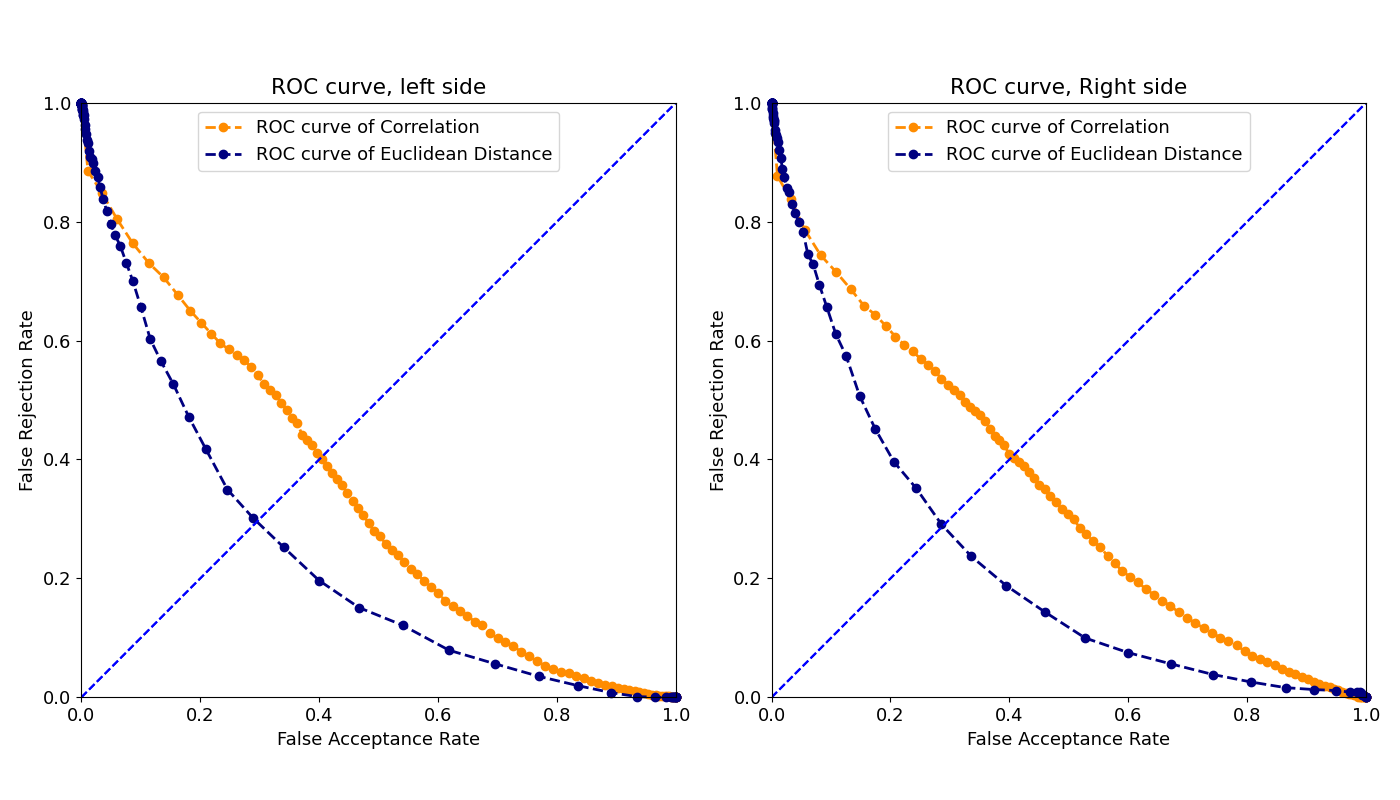 ROC curve, left side
ROC curve of Correlation
ROC curve of Euclidean Distance
1.0
0.8
0.6
0.4
0.2
0.0
False Rejection Rate
0.0 0.2 0.4 0.6 0.8 1.0
False Acceptance Rate
ROC curve, Right side
ROC curve of Correlation
ROC curve of Euclidean Distance
1.0
0.8
0.6
0.4
0.2
0.0
False Rejection Rate
0.0 0.2 0.4 0.6 0.8 1.0
False Acceptance Rate